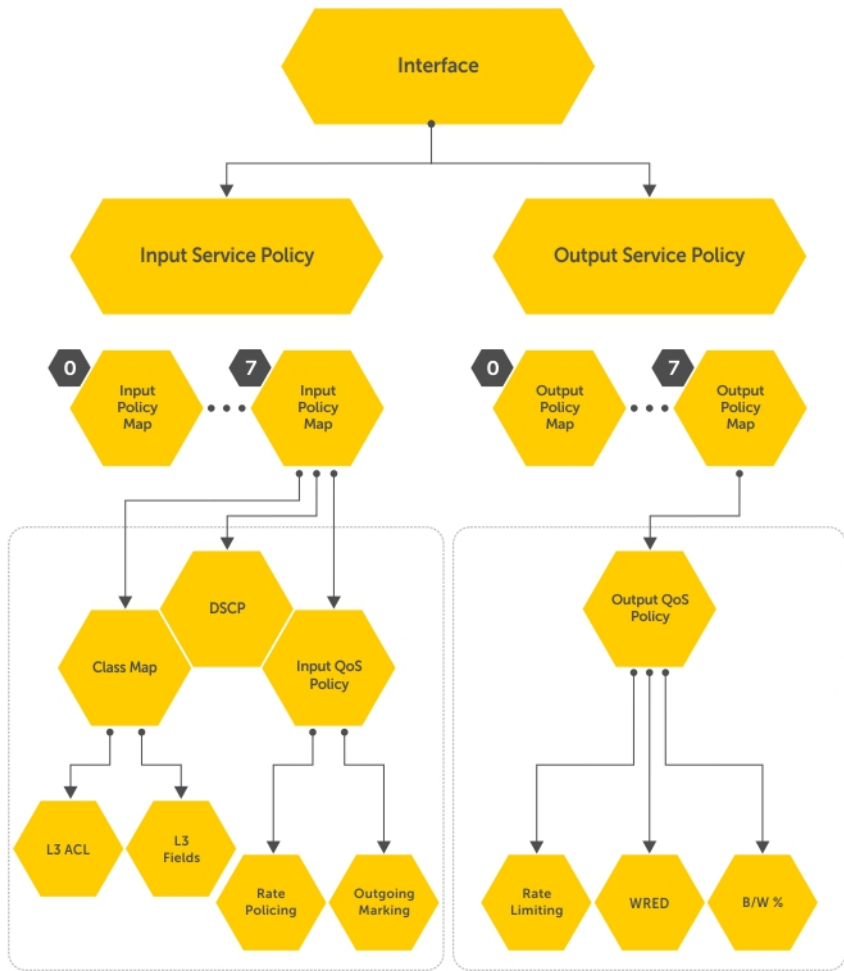 Interface
Input Service Policy
Output Service Policy
0
Input
Policy
Map
7
Input
Policy
Map
0
Output
Policy
Map
7
Output
Policy
Map
DSCP
Class Map
Input QoS
Policy
Output QoS
Policy
L3 ACL
L3
Fields
Rate
Policing
Outgoing
Marking
Rate
Limiting
WRED
B/W %